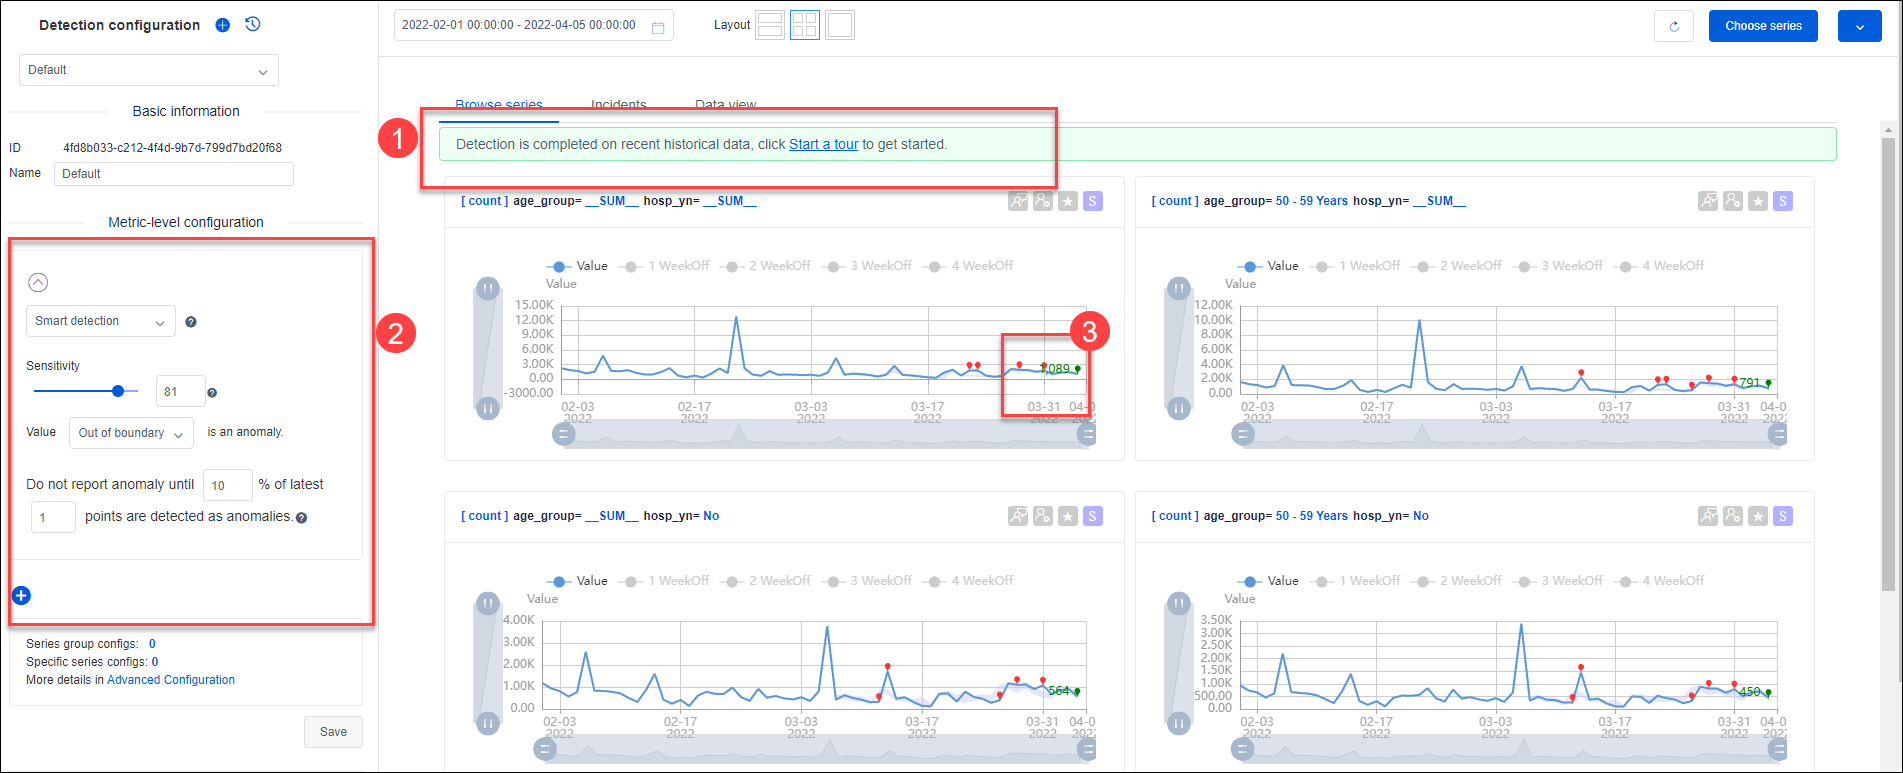 Detection configuration
Default
Basic information
ID 4fd8b033-c212-4f4d-9b7d-799d7bd20f68
Name Default
Metric-level configuration
2
Smart detection
Sensitivity
81
Value Out of boundary is an anomaly.
Do not report anomaly until 10 % of latest
1 points are detected as anomalies.
Series group configs: 0
Specific series configs: 0
More details in Advanced Configuration
Save
2022-02-01 00:00:00 - 2022-04-05 00:00:00
Layout
Choose series
Browse series Incidents Data view
1
Detection is completed on recent historical data, click Start a tour to get started.
[ count ] age_group= __SUM__ hosp_yn= __SUM__
S
Value 1 WeekOff 2 WeekOff 3 WeekOff 4 WeekOff
Value
15.00K
12.00K
9.00K
6.00K
3.00K
0.00
-3000.00
3
1,089
02-03 02-17 03-03 03-17 03-31 04-0
2022 2022 2022 2022 2022 2022
[ count ] age_group= 50 - 59 Years hosp_yn= __SUM__
S
Value 1 WeekOff 2 WeekOff 3 WeekOff 4 WeekOff
Value
12.00K
10.00K
8.00K
6.00K
4.00K
2.00K
0.00
791
02-03 02-17 03-03 03-17 03-31 04-0
2022 2022 2022 2022 2022 2022
[ count ] age_group= __SUM__ hosp_yn= No
S
Value 1 WeekOff 2 WeekOff 3 WeekOff 4 WeekOff
Value
4.00K
3.00K
2.00K
1.00K
0.00
564
02-03 02-17 03-03 03-17 03-31 04-0
2022 2022 2022 2022 2022 2022
[ count ] age_group= 50 - 59 Years hosp_yn= No
S
Value 1 WeekOff 2 WeekOff 3 WeekOff 4 WeekOff
Value
3.50K
3.00K
2.50K
2.00K
1.50K
1.00K
500.00
0.00
450
02-03 02-17 03-03 03-17 03-31 04-0
2022 2022 2022 2022 2022 2022